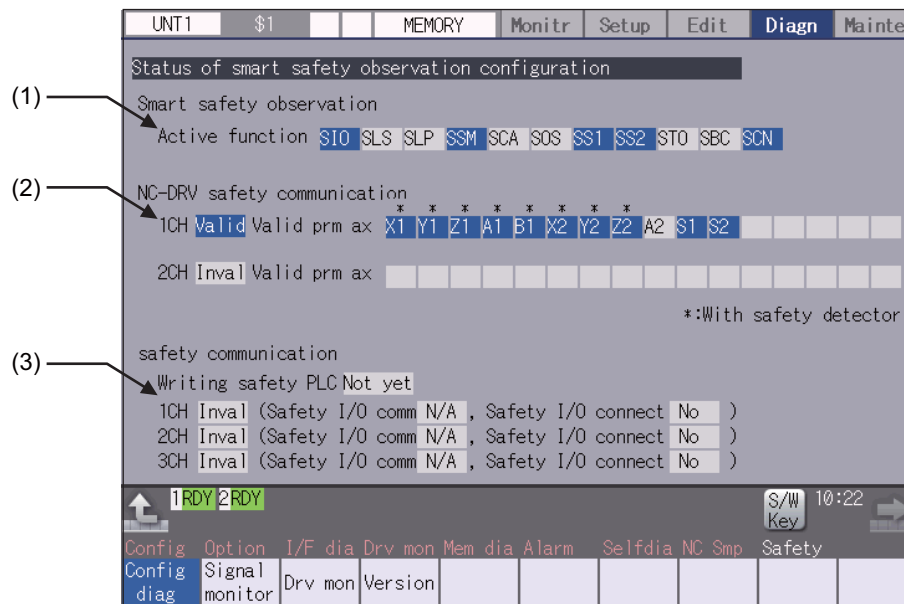 UNT1 $1 MEMORY Monitr Setup Edit Diagn Mainte
Status of smart safety observation configuration
(1)
Smart safety observation
Active function SIO SLS SLP SSM SCA SOS SS1 SS2 STO SBC SCN
(2)
NC-DRV safety communication
* * * * * * * *
1CH Valid Valid prm ax X1 Y1 Z1 A1 B1 X2 Y2 Z2 A2 S1 S2
2CH Inval Valid prm ax
*:With safety detector
(3)
safety communication
Writing safety PLC Not yet
1CH Inval (Safety I/O comm N/A , Safety I/O connect No )
2CH Inval (Safety I/O comm N/A , Safety I/O connect No )
3CH Inval (Safety I/O comm N/A , Safety I/O connect No )
1 RDY 2 RDY S/W Key 10:22
Config Option I/F dia Drv mon Mem dia Alarm Selfdia NC Smp Safety
Config diag Signal monitor Drv mon Version